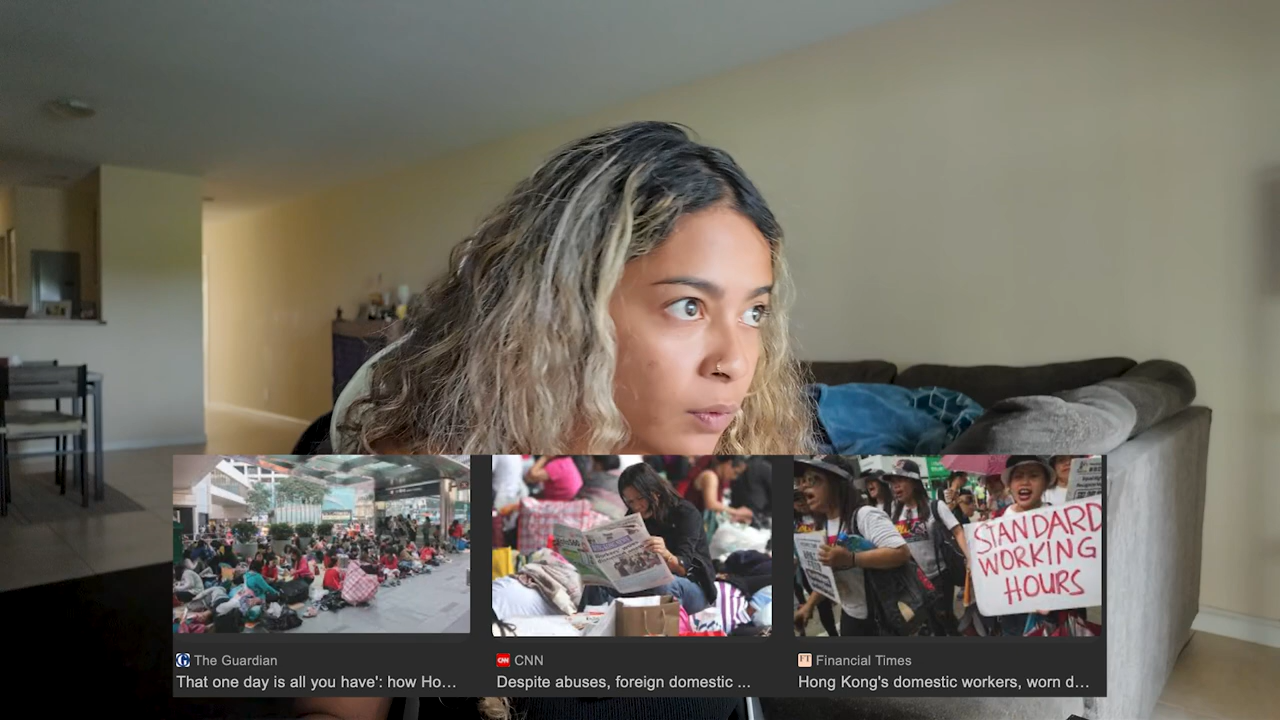 STANDARD
WORKING
HOURS
The Guardian
CNN
Financial Times
That one day is all you have': how Ho...
Despite abuses, foreign domestic ...
Hong Kong's domestic workers, worn d...